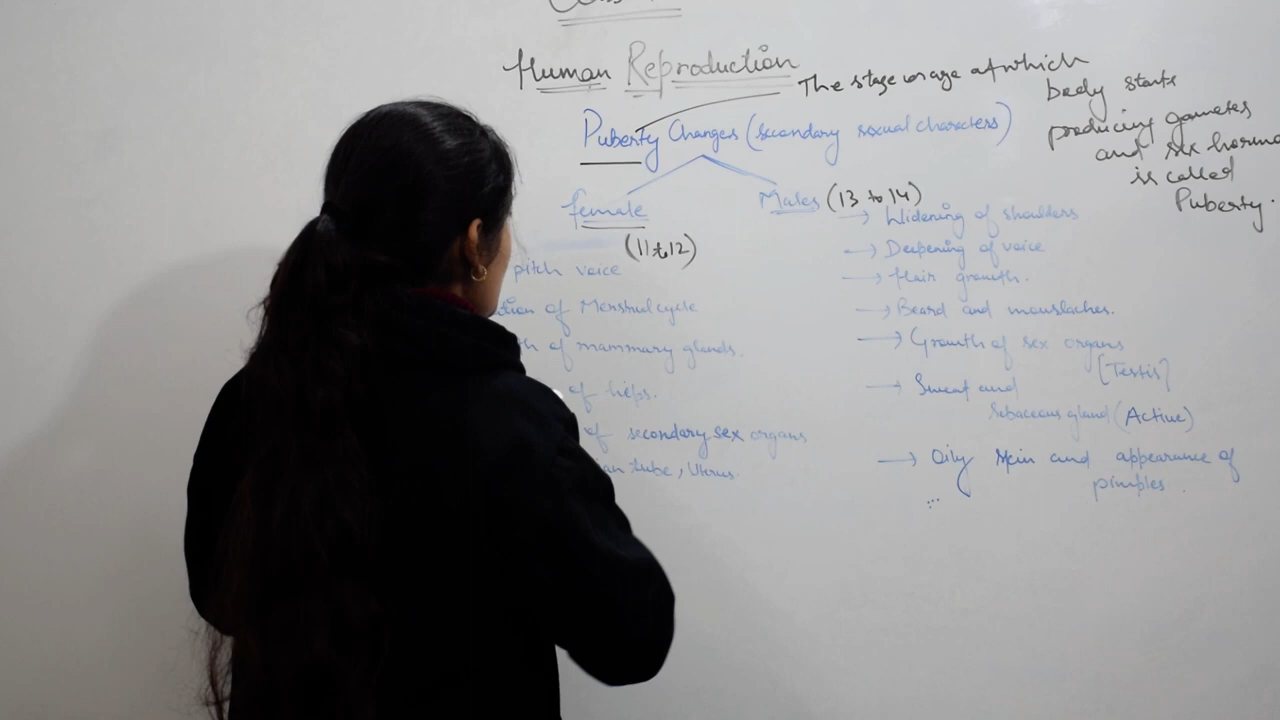 Human Reproduction
The stage or age at which
body starts
producing gametes
and sex
is called
Puberty.
Puberty Changes (secondary sexual characters)
female
(11 to 12)
pitch voice
of Menstrual cycle
of mammary glands.
of hips.
of secondary sex organs
tube, Uterus.
Males (13 to 14)
→ Widening of shoulders
→ Deepening of voice
→ Hair growth.
→ Beard and moustaches.
→ Growth of sex organs
[Testis]
→ Sweat and
Sebaceous gland (Active)
→ Oily skin and appearance of
pimples.